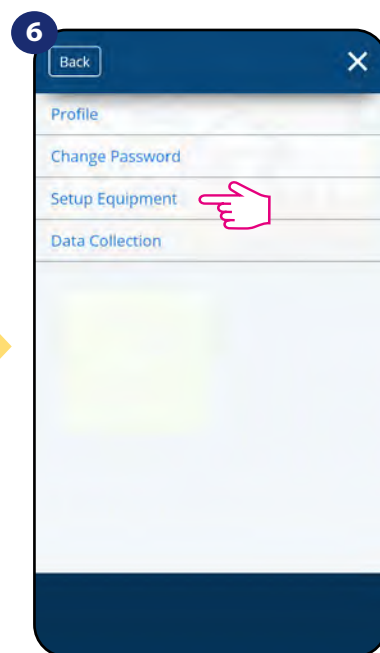 6
Back
Profile
Change Password
Setup Equipment
Data Collection